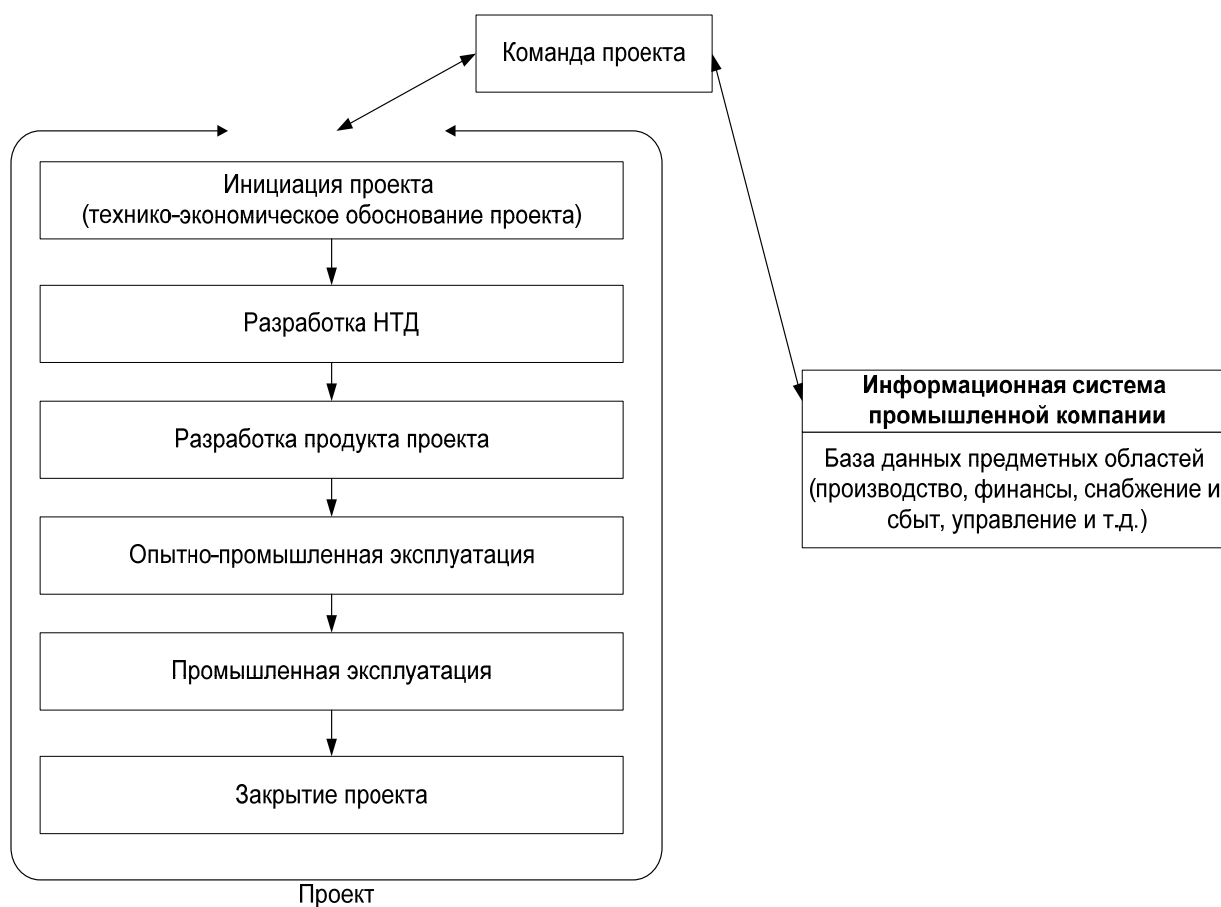 Команда проекта
Инициация проекта
(технико-экономическое обоснование проекта)
Разработка НТД
Разработка продукта проекта
Опытно-промышленная эксплуатация
Промышленная эксплуатация
Закрытие проекта
Проект
Информационная система
промышленной компании
База данных предметных областей
(производство, финансы, снабжение и
сбыт, управление и т.д.)